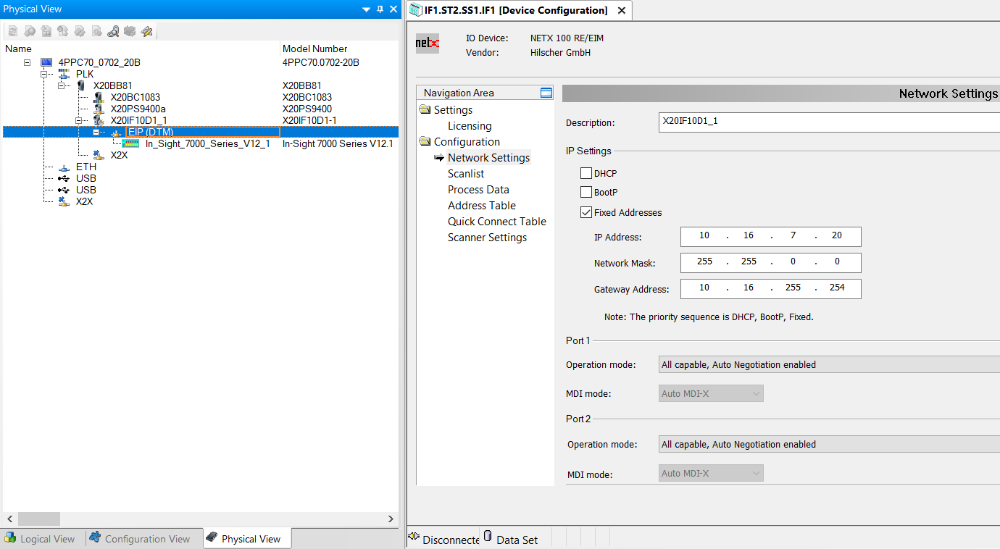 Physical View
Name Model Number
4PPC70_0702_20B 4PPC70.0702-20B
PLK
X20BB81 X20BB81
X20BC1083 X20BC1083
X20PS9400a X20PS9400
X20IF10D1_1 X20IF10D1-1
EIP (DTM)
In_Sight_7000_Series_V12_1 In-Sight 7000 Series V12.1
X2X
ETH
USB
USB
X2X
Logical View
Configuration View
Physical View
IF1.ST2.SS1.IF1 [Device Configuration]
netx
IO Device: NETX 100 RE/EIM
Vendor: Hilscher GmbH
Navigation Area
Settings
Licensing
Configuration
Network Settings
Scanlist
Process Data
Address Table
Quick Connect Table
Scanner Settings
Network Settings
Description: X20IF10D1_1
IP Settings
DHCP
BootP
Fixed Addresses
IP Address: 10 . 16 . 7 . 20
Network Mask: 255 . 255 . 0 . 0
Gateway Address: 10 . 16 . 255 . 254
Note: The priority sequence is DHCP, BootP, Fixed.
Port 1
Operation mode: All capable, Auto Negotiation enabled
MDI mode: Auto MDI-X
Port 2
Operation mode: All capable, Auto Negotiation enabled
MDI mode: Auto MDI-X
Disconnecte Data Set